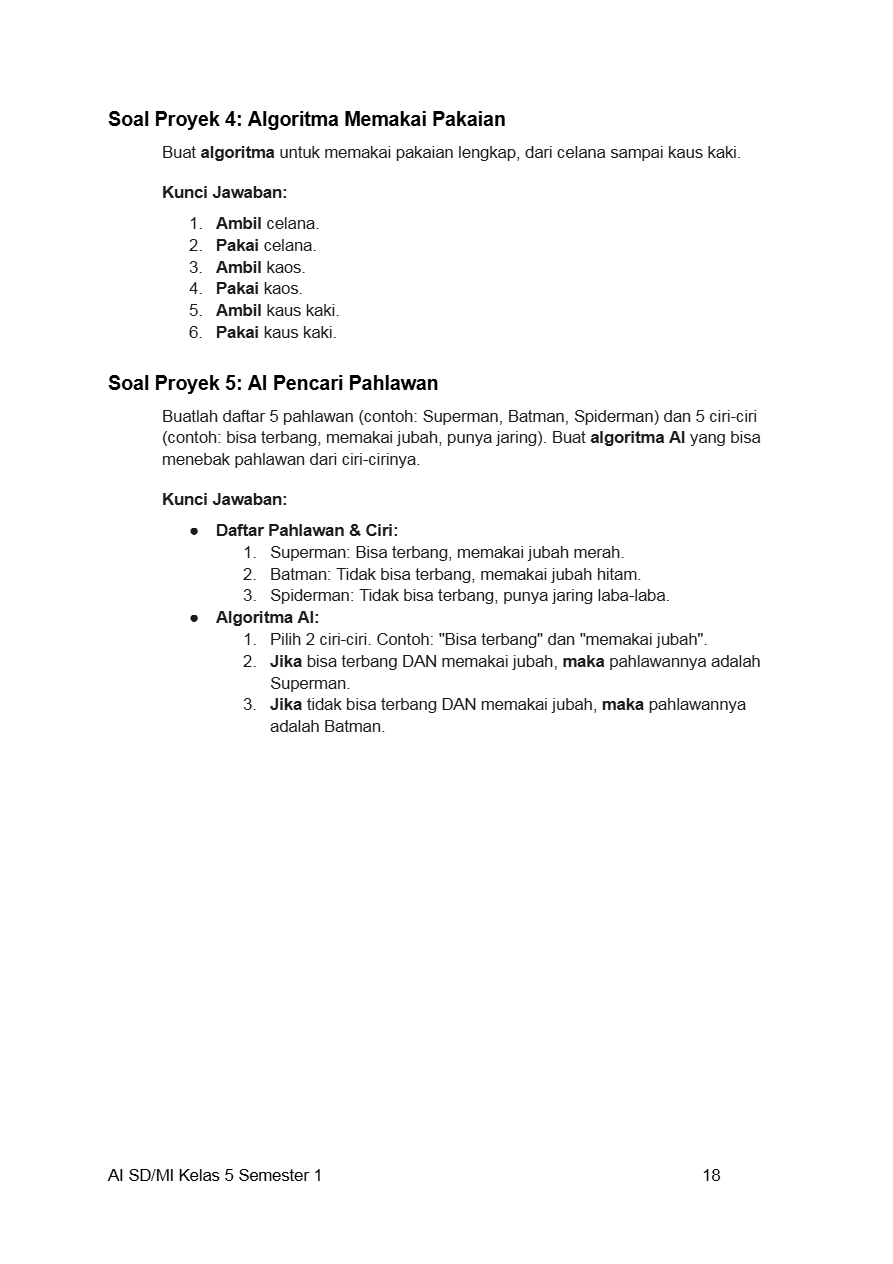 Soal Proyek 4: Algoritma Memakai Pakaian
Buat algoritma untuk memakai pakaian lengkap, dari celana sampai kaus kaki.
Kunci Jawaban:
1. Ambil celana.
2. Pakai celana.
3. Ambil kaos.
4. Pakai kaos.
5. Ambil kaus kaki.
6. Pakai kaus kaki.
Soal Proyek 5: AI Pencari Pahlawan
Buatlah daftar 5 pahlawan (contoh: Superman, Batman, Spiderman) dan 5 ciri-ciri
(contoh: bisa terbang, memakai jubah, punya jaring). Buat algoritma AI yang bisa
menebak pahlawan dari ciri-cirinya.
Kunci Jawaban:
● Daftar Pahlawan & Ciri:
1. Superman: Bisa terbang, memakai jubah merah.
2. Batman: Tidak bisa terbang, memakai jubah hitam.
3. Spiderman: Tidak bisa terbang, punya jaring laba-laba.
● Algoritma AI:
1. Pilih 2 ciri-ciri. Contoh: "Bisa terbang" dan "memakai jubah".
2. Jika bisa terbang DAN memakai jubah, maka pahlawannya adalah
Superman.
3. Jika tidak bisa terbang DAN memakai jubah, maka pahlawannya
adalah Batman.
AI SD/MI Kelas 5 Semester 1 18